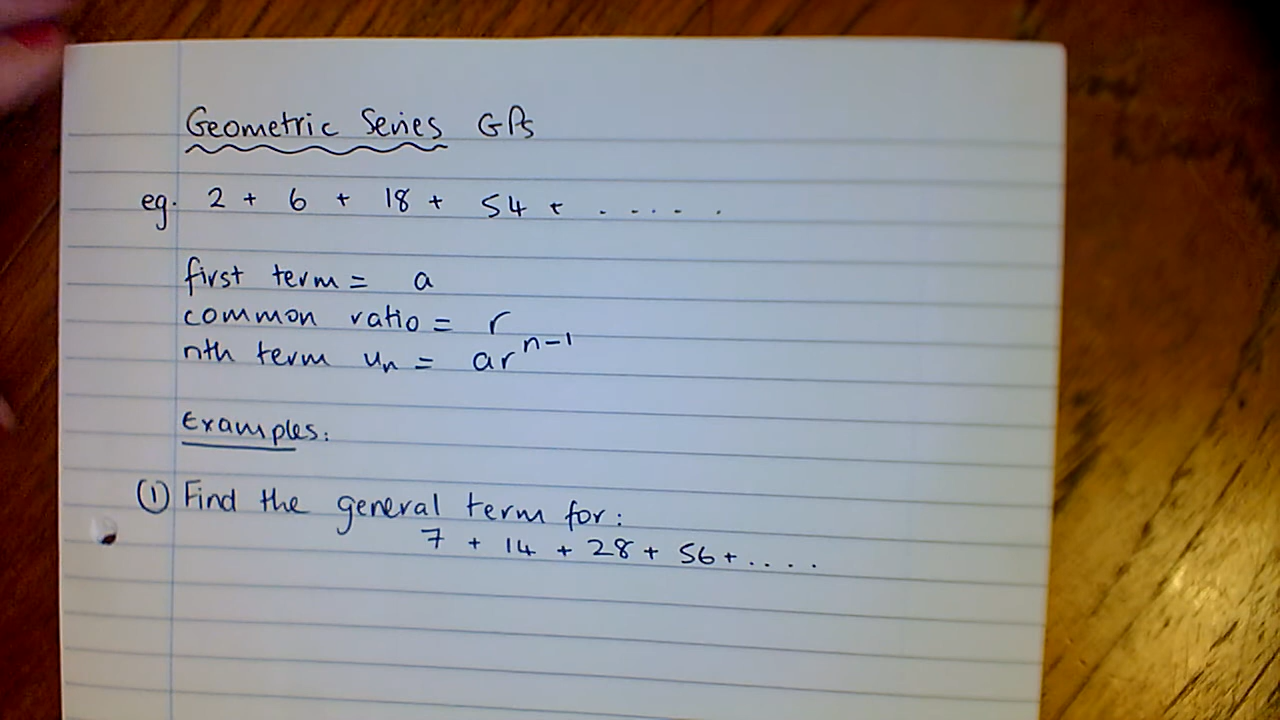 Geometric Series GPs
eg. 2 + 6 + 18 + 54 + .....
first term = a
common ratio = r
nth term uₙ = arⁿ⁻¹
Examples:
① Find the general term for:
7 + 14 + 28 + 56 + ....